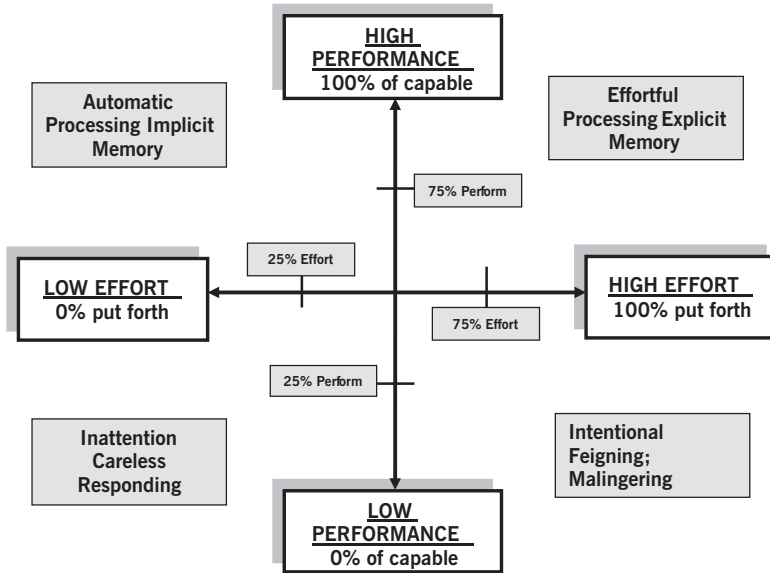 HIGH
PERFORMANCE
100% of capable
Automatic
Processing Implicit
Memory
Effortful
Processing Explicit
Memory
75% Perform
25% Effort
LOW EFFORT
0% put forth
HIGH EFFORT
100% put forth
75% Effort
25% Perform
Inattention
Careless
Responding
Intentional
Feigning;
Malingering
LOW
PERFORMANCE
0% of capable